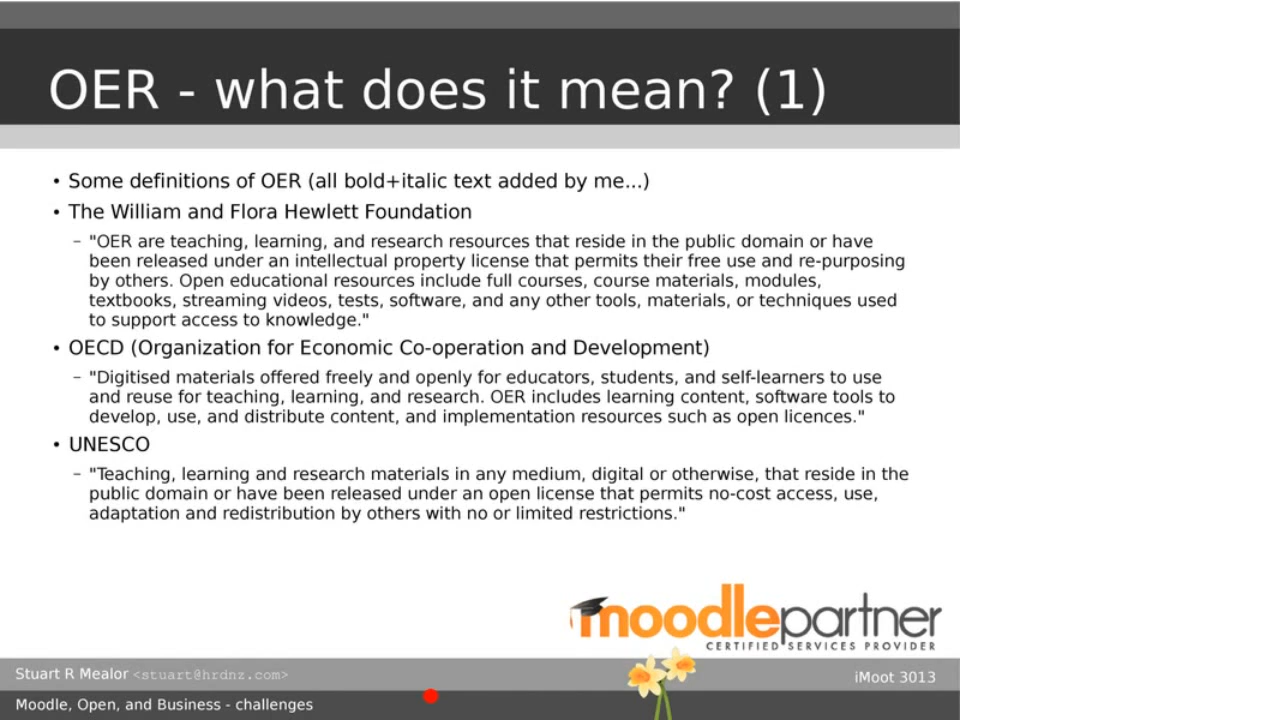 OER - what does it mean? (1)
• Some definitions of OER (all bold+italic text added by me...)
• The William and Flora Hewlett Foundation
– "OER are teaching, learning, and research resources that reside in the public domain or have
been released under an intellectual property license that permits their free use and re-purposing
by others. Open educational resources include full courses, course materials, modules,
textbooks, streaming videos, tests, software, and any other tools, materials, or techniques used
to support access to knowledge."
• OECD (Organization for Economic Co-operation and Development)
– "Digitised materials offered freely and openly for educators, students, and self-learners to use
and reuse for teaching, learning, and research. OER includes learning content, software tools to
develop, use, and distribute content, and implementation resources such as open licences."
• UNESCO
– "Teaching, learning and research materials in any medium, digital or otherwise, that reside in the
public domain or have been released under an open license that permits no-cost access, use,
adaptation and redistribution by others with no or limited restrictions."
moodlepartner
CERTIFIED SERVICES PROVIDER
Stuart R Mealor <stuart@hrdnz.com>
iMoot 3013
Moodle, Open, and Business - challenges